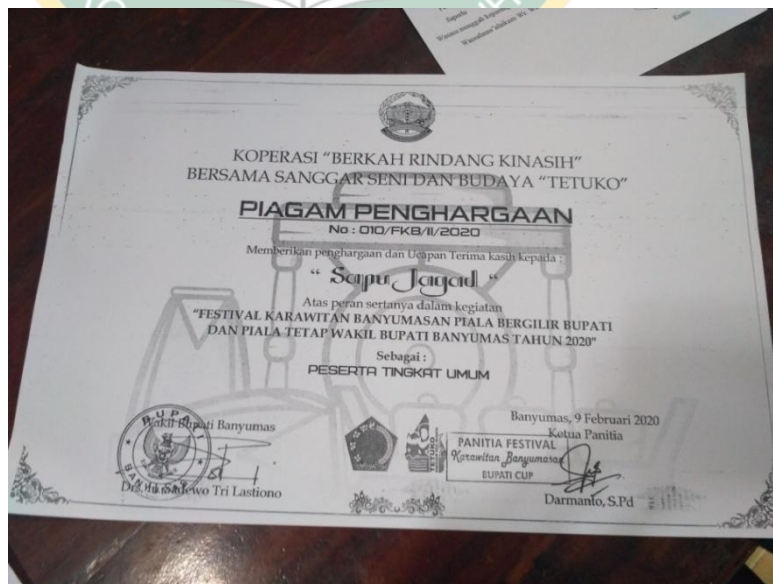 KOPERASI "BERKAH RINDANG KINASIH"
BERSAMA SANGGAR SENI DAN BUDAYA "TETUKO"
PIAGAM PENGHARGAAN
No : 010/FKB/II/2020
Memberikan penghargaan dan Ucapan Terima kasih kepada :
“ Sapu Jagad “
Atas peran sertanya dalam kegiatan
"FESTIVAL KARAWITAN BANYUMASAN PIALA BERGILIR BUPATI
DAN PIALA TETAP WAKIL BUPATI BANYUMAS TAHUN 2020"
Sebagai :
PESERTA TINGKAT UMUM
Wakil Bupati Banyumas
BUPATI
Sadewo Tri Lastiono
TETUKO
Banyumas, 9 Februari 2020
Ketua Panitia
PANITIA FESTIVAL
Karawitan Banyumasan
BUPATI CUP
Darmanto, S.Pd